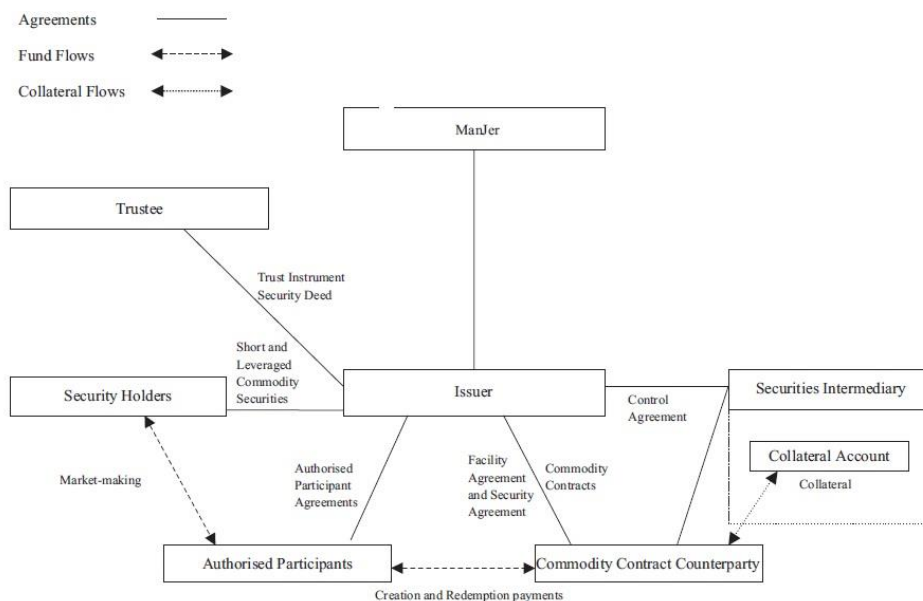 Agreements
Fund Flows
Collateral Flows
ManJer
Trustee
Trust Instrument
Security Deed
Short and
Leveraged
Commodity
Securities
Security Holders
Issuer
Control
Agreement
Securities Intermediary
Collateral Account
Collateral
Market-making
Authorised
Participant
Agreements
Facility
Agreement
and Security
Agreement
Commodity
Contracts
Authorised Participants
Commodity Contract Counterparty
Creation and Redemption payments